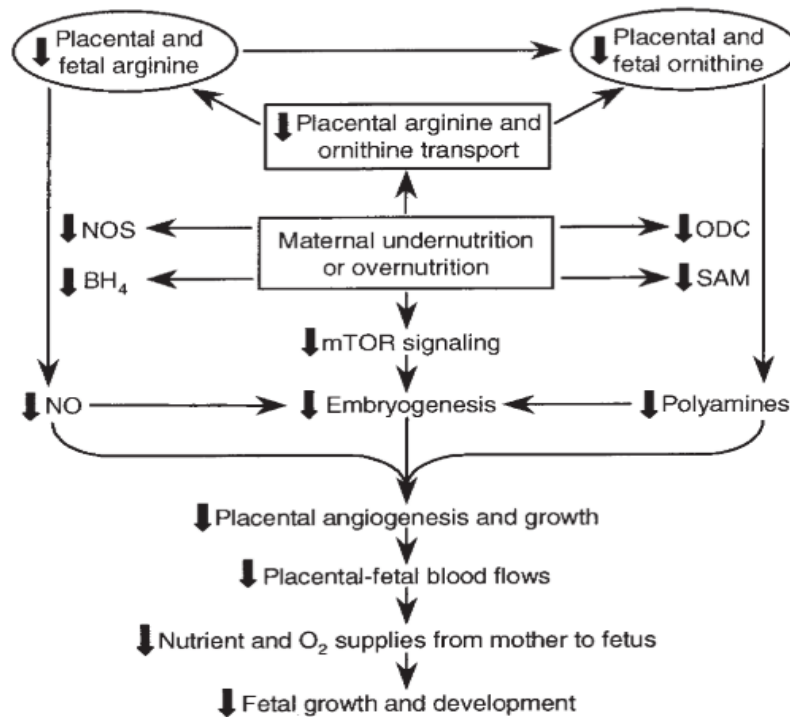 Placental and
fetal arginine
Placental and
fetal ornithine
Placental arginine and
ornithine transport
NOS
Maternal undernutrition
or overnutrition
ODC
BH4
SAM
mTOR signaling
NO
Embryogenesis
Polyamines
Placental angiogenesis and growth
Placental-fetal blood flows
Nutrient and O2 supplies from mother to fetus
Fetal growth and development